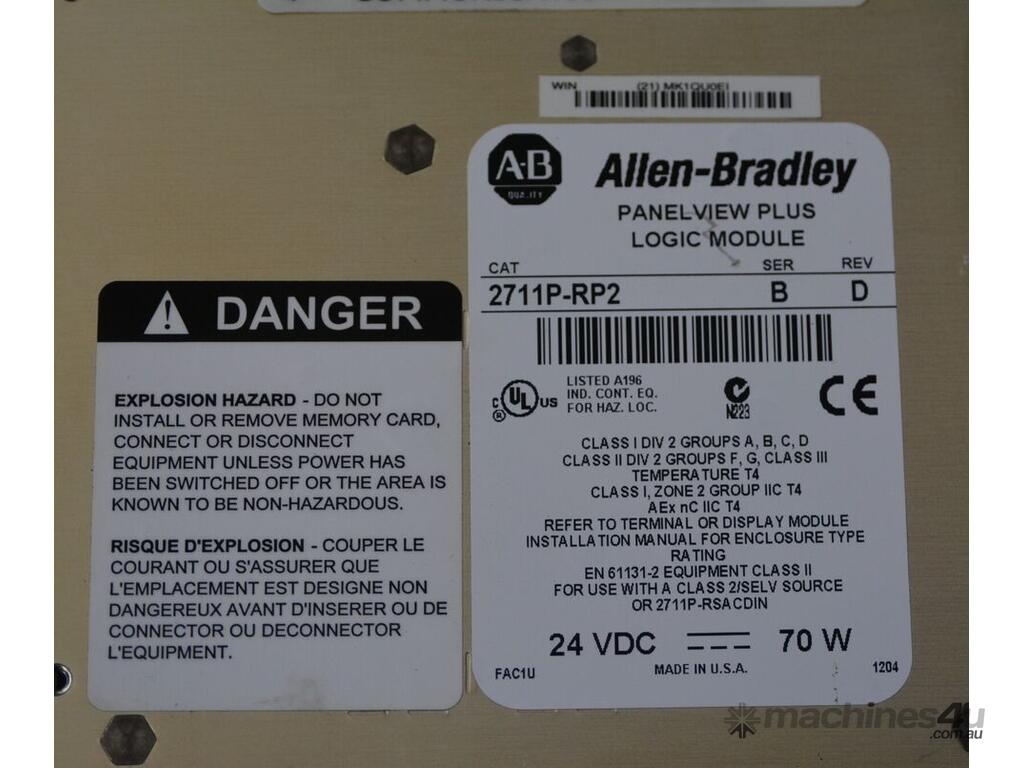 WIN (21) MK1QU0EI
A-B
QUALITY
Allen-Bradley
PANELVIEW PLUS
LOGIC MODULE
CAT SER REV
2711P-RP2 B D
LISTED A196
IND. CONT. EQ.
FOR HAZ. LOC.
C UL US
®
N223
CE
CLASS I DIV 2 GROUPS A, B, C, D
CLASS II DIV 2 GROUPS F, G, CLASS III
TEMPERATURE T4
CLASS I, ZONE 2 GROUP IIC T4
AEx nC IIC T4
REFER TO TERMINAL OR DISPLAY MODULE
INSTALLATION MANUAL FOR ENCLOSURE TYPE
RATING
EN 61131-2 EQUIPMENT CLASS II
FOR USE WITH A CLASS 2/SELV SOURCE
OR 2711P-RSACDIN
24 VDC 70 W
FAC1U MADE IN U.S.A. 1204
DANGER
EXPLOSION HAZARD - DO NOT
INSTALL OR REMOVE MEMORY CARD,
CONNECT OR DISCONNECT
EQUIPMENT UNLESS POWER HAS
BEEN SWITCHED OFF OR THE AREA IS
KNOWN TO BE NON-HAZARDOUS.
RISQUE D'EXPLOSION - COUPER LE
COURANT OU S'ASSURER QUE
L'EMPLACEMENT EST DESIGNE NON
DANGEREUX AVANT D'INSERER OU DE
CONNECTOR OU DECONNECTOR
L'EQUIPMENT.
machines4u
.com.au